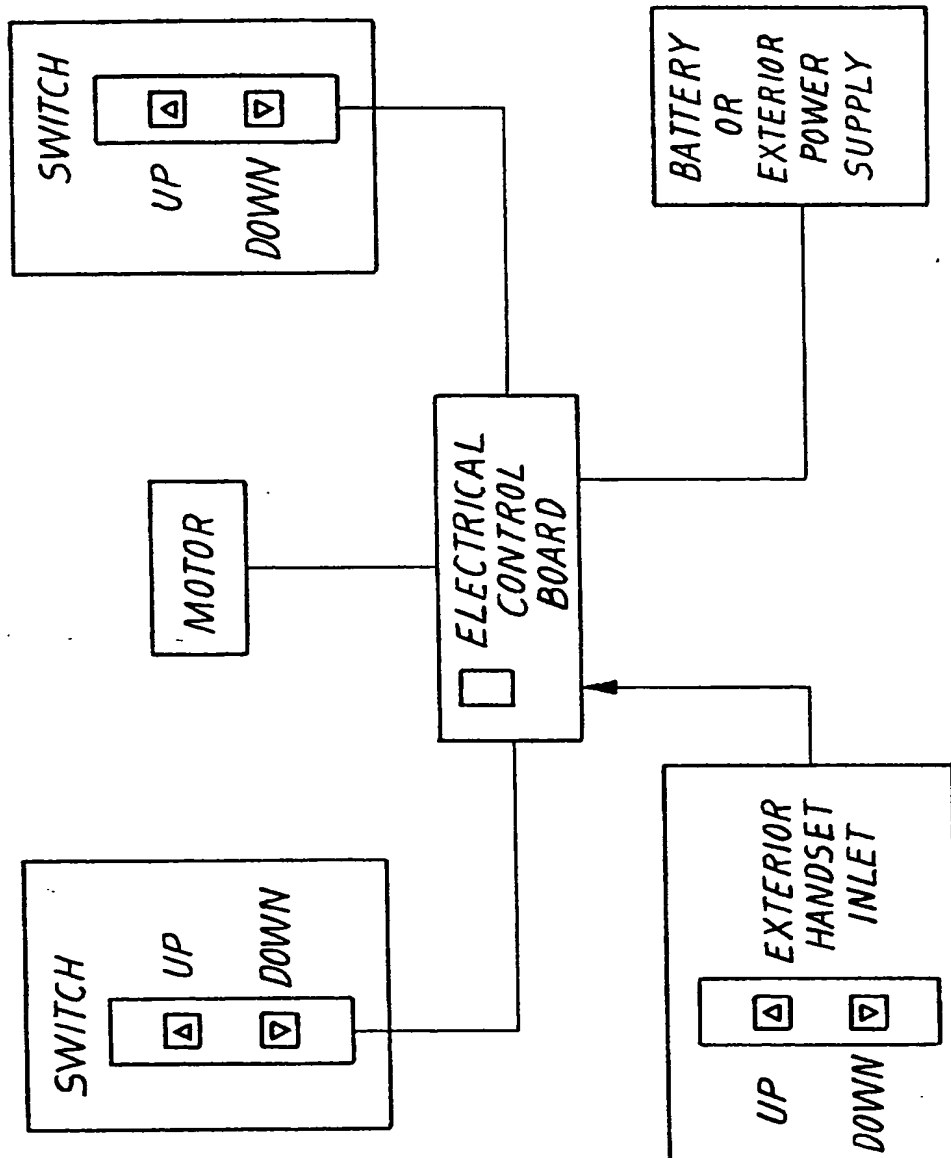 SWITCH
UP
DOWN
MOTOR
SWITCH
UP
DOWN
ELECTRICAL
CONTROL
BOARD
UP
DOWN
EXTERIOR
HANDSET
INLET
BATTERY
OR
EXTERIOR
POWER
SUPPLY